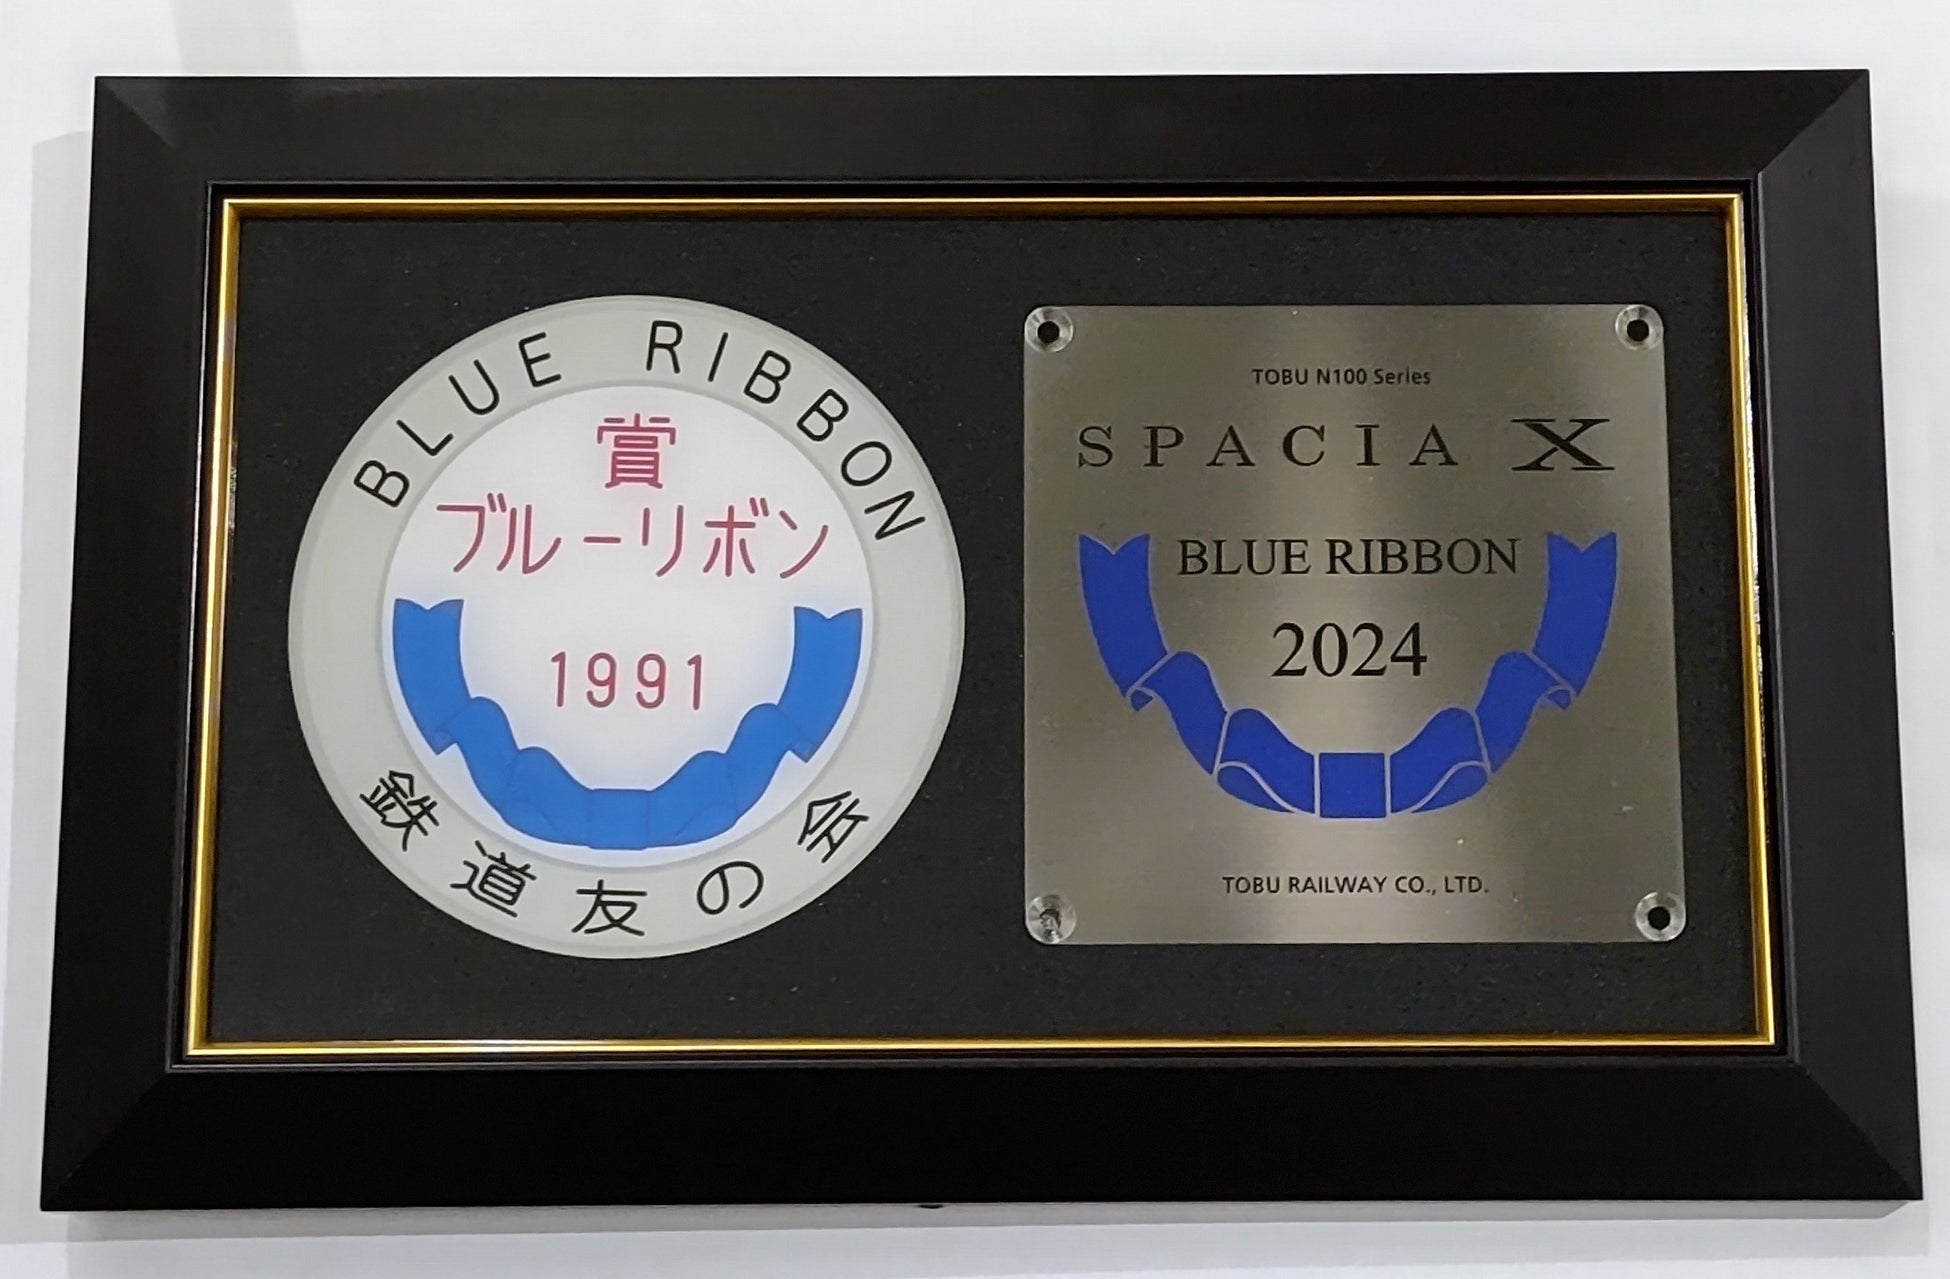 BLUE RIBBON
賞
ブルーリボン
1991
鉄道友の会
TOBU N100 Series
SPACIA X
BLUE RIBBON
2024
TOBU RAILWAY CO., LTD.